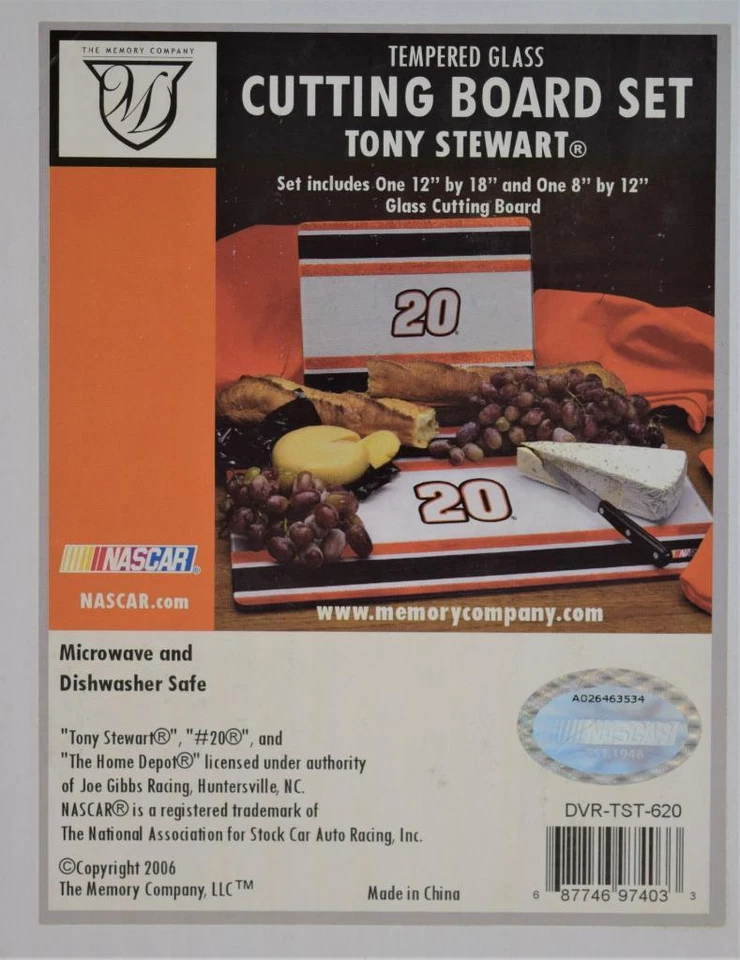 THE MEMORY COMPANY
M
TEMPERED GLASS
CUTTING BOARD SET
TONY STEWART®
Set includes One 12” by 18” and One 8” by 12”
Glass Cutting Board
20
20
NASCAR
NASCAR®
NASCAR.com
www.memorycompany.com
Microwave and
Dishwasher Safe
"Tony Stewart®", "#20®", and
"The Home Depot®" licensed under authority
of Joe Gibbs Racing, Huntersville, NC.
NASCAR® is a registered trademark of
The National Association for Stock Car Auto Racing, Inc.
©Copyright 2006
The Memory Company, LLC™
Made in China
A026463534
NASCAR
EST.1948
DVR-TST-620
6 87746 97403 3